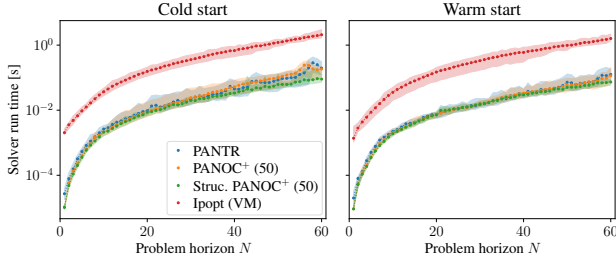 Cold start
Warm start
Solver run time [s]
10^0
10^{-2}
10^{-4}
PANTR
PANOC^+ (50)
Struc. PANOC^+ (50)
Ipopt (VM)
0 20 40 60
0 20 40 60
Problem horizon N
Problem horizon N